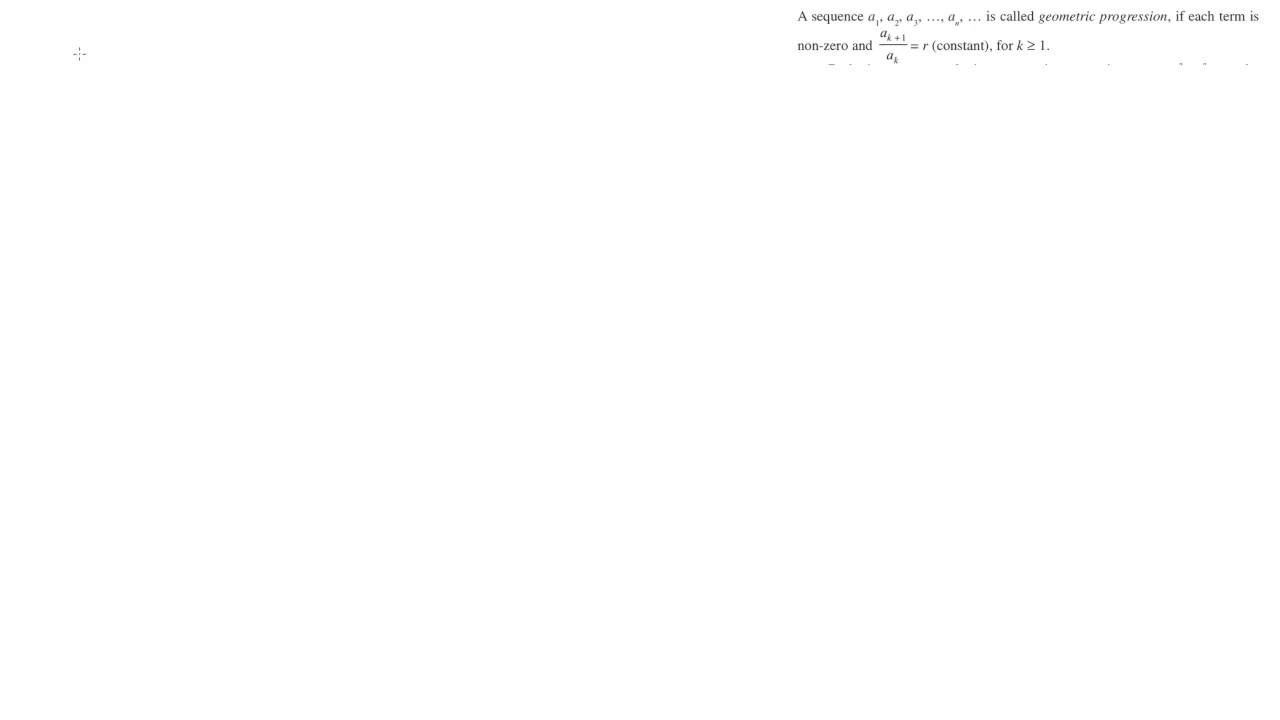 A sequence a₁, a₂, a₃, …, aₙ, … is called geometric progression, if each term is
non-zero and aₖ₊₁/aₖ = r (constant), for k ≥ 1.